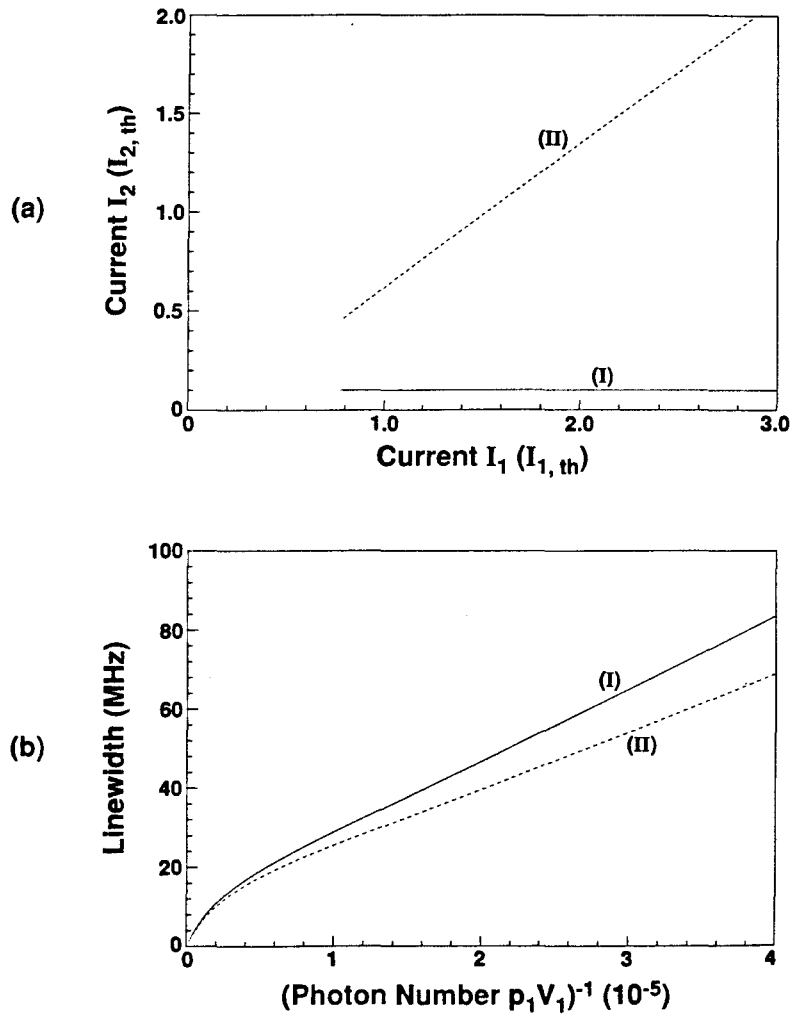 (a)
Current I2 (I2, th)
2.0
1.5
1.0
0.5
0
(II)
(I)
0 1.0 2.0 3.0
Current I1 (I1, th)
(b)
Linewidth (MHz)
100
80
60
40
20
0
(I)
(II)
0 1 2 3 4
(Photon Number p1V1)-1 (10-5)